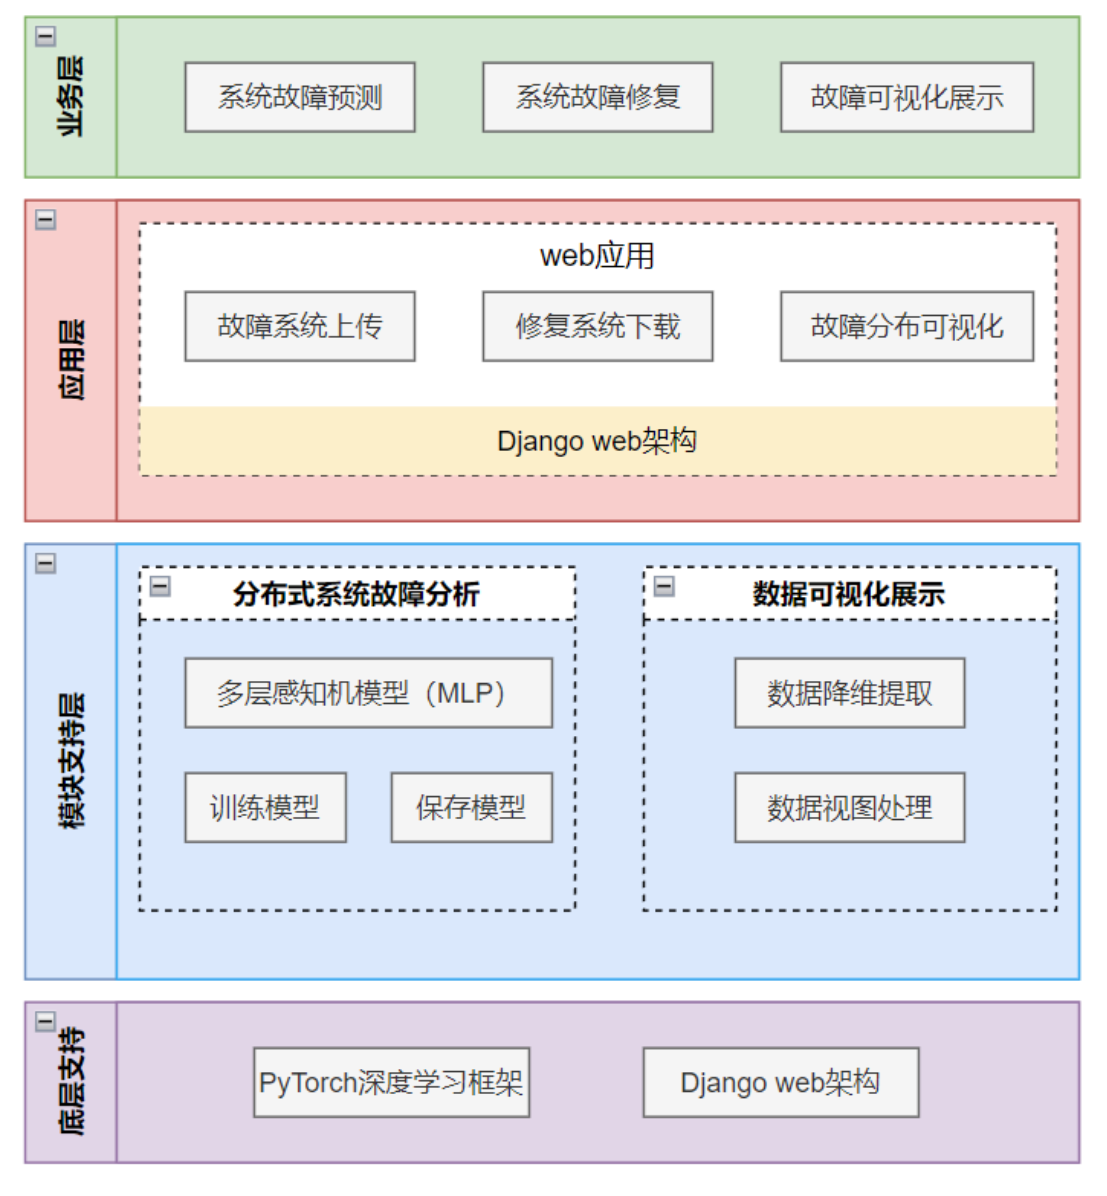 业务层
系统故障预测
系统故障修复
故障可视化展示
应用层
web应用
故障系统上传
修复系统下载
故障分布可视化
Django web架构
模块支持层
分布式系统故障分析
多层感知机模型（MLP）
训练模型
保存模型
数据可视化展示
数据降维提取
数据视图处理
底层支持
PyTorch深度学习框架
Django web架构